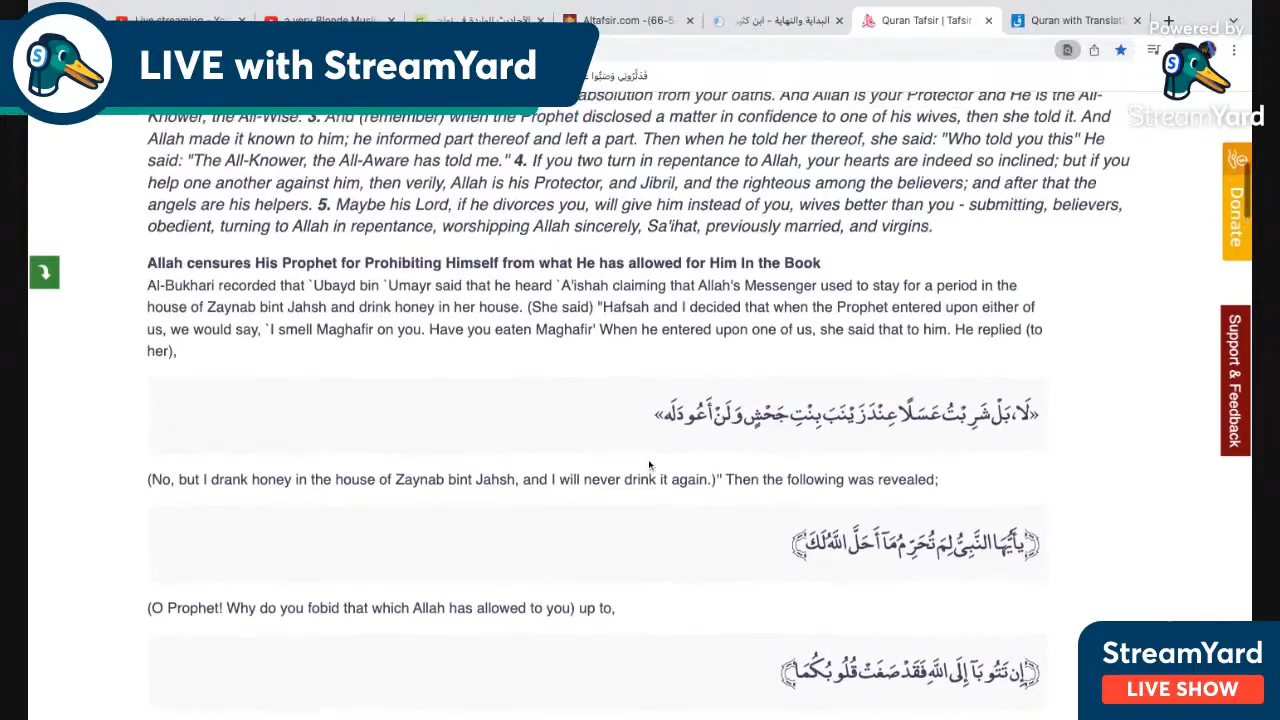 Live streaming - Yo
a very Blonde Musi
الأحاديث الواردة في نواحي
Altafsir.com -(66-5-
البداية والنهاية - ابن كثير
Quran Tafsir | Tafsir
Quran with Translati
Powered by
StreamYard
LIVE with StreamYard
absolution from your oaths. And Allah is your Protector and He is the All-
Knower, the All-Wise. 3. And (remember) when the Prophet disclosed a matter in confidence to one of his wives, then she told it. And
Allah made it known to him; he informed part thereof and left a part. Then when he told her thereof, she said: "Who told you this" He
said: "The All-Knower, the All-Aware has told me." 4. If you two turn in repentance to Allah, your hearts are indeed so inclined; but if you
help one another against him, then verily, Allah is his Protector, and Jibril, and the righteous among the believers; and after that the
angels are his helpers. 5. Maybe his Lord, if he divorces you, will give him instead of you, wives better than you - submitting, believers,
obedient, turning to Allah in repentance, worshipping Allah sincerely, Sa'ihat, previously married, and virgins.
Allah censures His Prophet for Prohibiting Himself from what He has allowed for Him In the Book
Al-Bukhari recorded that `Ubayd bin `Umayr said that he heard `A'ishah claiming that Allah's Messenger used to stay for a period in the
house of Zaynab bint Jahsh and drink honey in her house. (She said) "Hafsah and I decided that when the Prophet entered upon either of
us, we would say, `I smell Maghafir on you. Have you eaten Maghafir' When he entered upon one of us, she said that to him. He replied (to
her),
«لَا، بَلْ شَرِبْتُ عَسَلًا عِنْدَ زَيْنَبَ بِنْتِ جَحْشٍ وَلَنْ أَعُودَ لَه»
(No, but I drank honey in the house of Zaynab bint Jahsh, and I will never drink it again.)" Then the following was revealed;
﴿يأَيُّهَا النَّبِىُّ لِمَ تُحَرِّمُ مَآ أَحَلَّ اللَّهُ لَكَ﴾
(O Prophet! Why do you fobid that which Allah has allowed to you) up to,
﴿إِن تَتُوبَآ إِلَى اللَّهِ فَقَدْ صَغَتْ قُلُوبُكُمَا﴾
Donate
Support & Feedback
StreamYard
LIVE SHOW